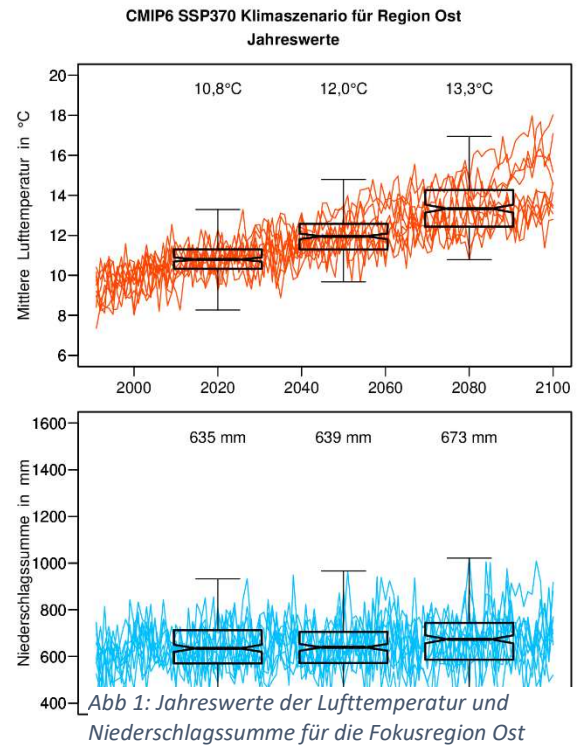 CMIP6 SSP370 Klimaszenario für Region Ost
Jahreswerte
Mittlere Lufttemperatur in °C
20
18
16
14
12
10
8
6
10,8°C 12,0°C 13,3°C
2000 2020 2040 2060 2080 2100
Niederschlagssumme in mm
1600
1400
1200
1000
800
600
400
635 mm 639 mm 673 mm
Abb 1: Jahreswerte der Lufttemperatur und
Niederschlagssumme für die Fokusregion Ost